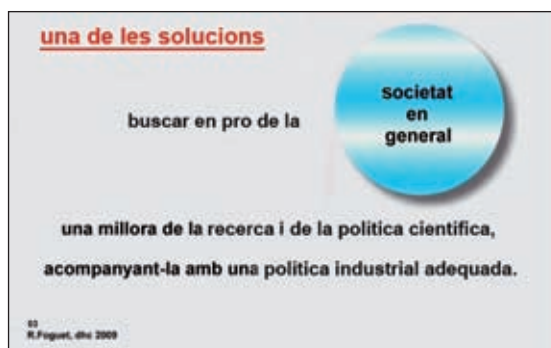 una de les solucions
buscar en pro de la
societat
en
general
una millora de la recerca i de la política científica,
acompanyant-la amb una política industrial adequada.
53
R.Foguet, dhc 2009